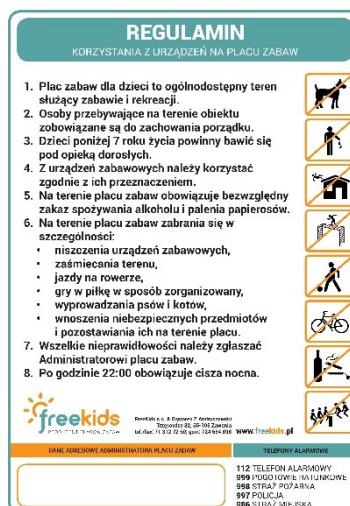 REGULAMIN
KORZYSTANIA Z URZĄDZEŃ NA PLACU ZABAW
1. Plac zabaw dla dzieci to ogólnodostępny teren
służący zabawie i rekreacji.
2. Osoby przebywające na terenie obiektu
zobowiązane są do zachowania porządku.
3. Dzieci poniżej 7 roku życia powinny bawić się
pod opieką dorosłych.
4. Z urządzeń zabawowych należy korzystać
zgodnie z ich przeznaczeniem.
5. Na terenie placu zabaw obowiązuje bezwzględny
zakaz spożywania alkoholu i palenia papierosów.
6. Na terenie placu zabaw zabrania się w
szczególności:
• niszczenia urządzeń zabawowych,
• zaśmiecania terenu,
• jazdy na rowerze,
• gry w piłkę w sposób zorganizowany,
• wyprowadzania psów i kotów,
• wnoszenia niebezpiecznych przedmiotów
i pozostawiania ich na terenie placu.
7. Wszelkie nieprawidłowości należy zgłaszać
Administratorowi placu zabaw.
8. Po godzinie 22:00 obowiązuje cisza nocna.
freekids
PRODUCENT PLACÓW ZABAW
www.freekids.pl
DANE ADRESOWE ADMINISTRATORA PLACU ZABAW
TELEFONY ALARMOWE
112 TELEFON ALARMOWY
999 POGOTOWIE RATUNKOWE
998 STRAŻ POŻARNA
997 POLICJA
986 STRAŻ MIEJSKA